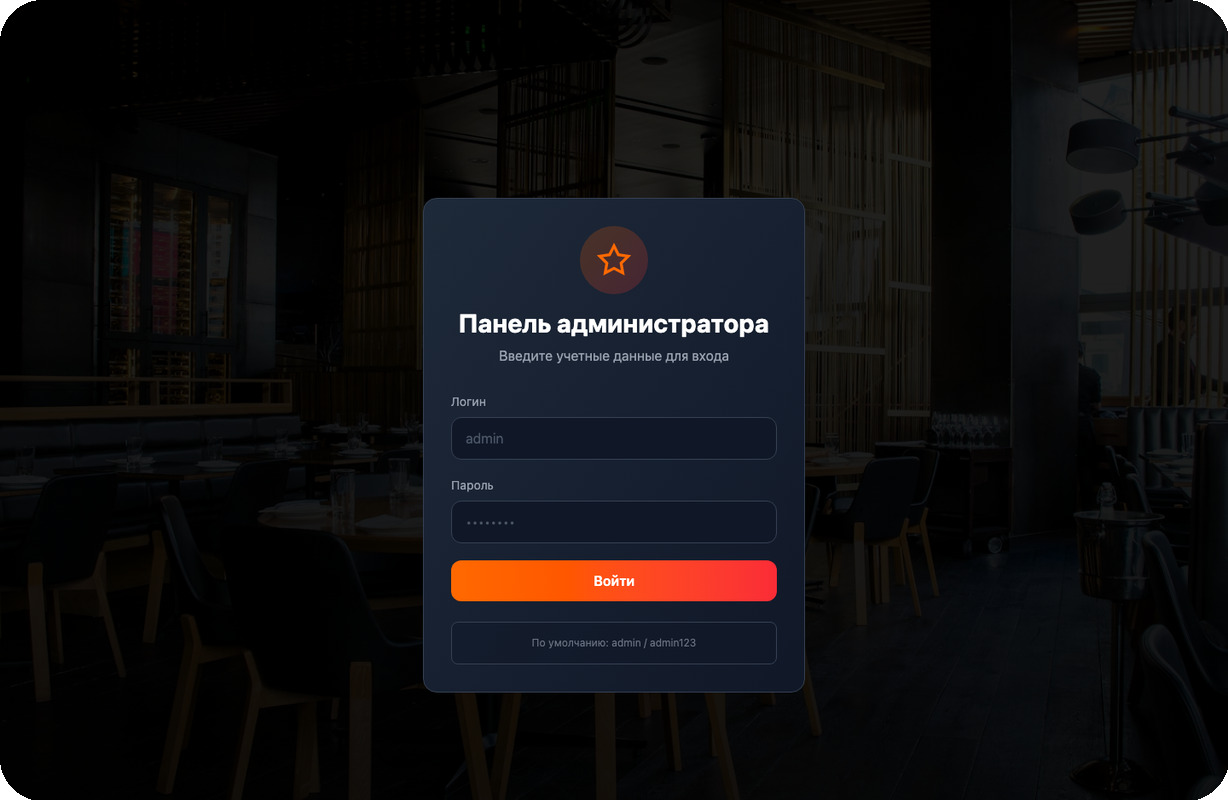 Панель администратора
Введите учетные данные для входа
Логин
admin
Пароль
••••••••
Войти
По умолчанию: admin / admin123